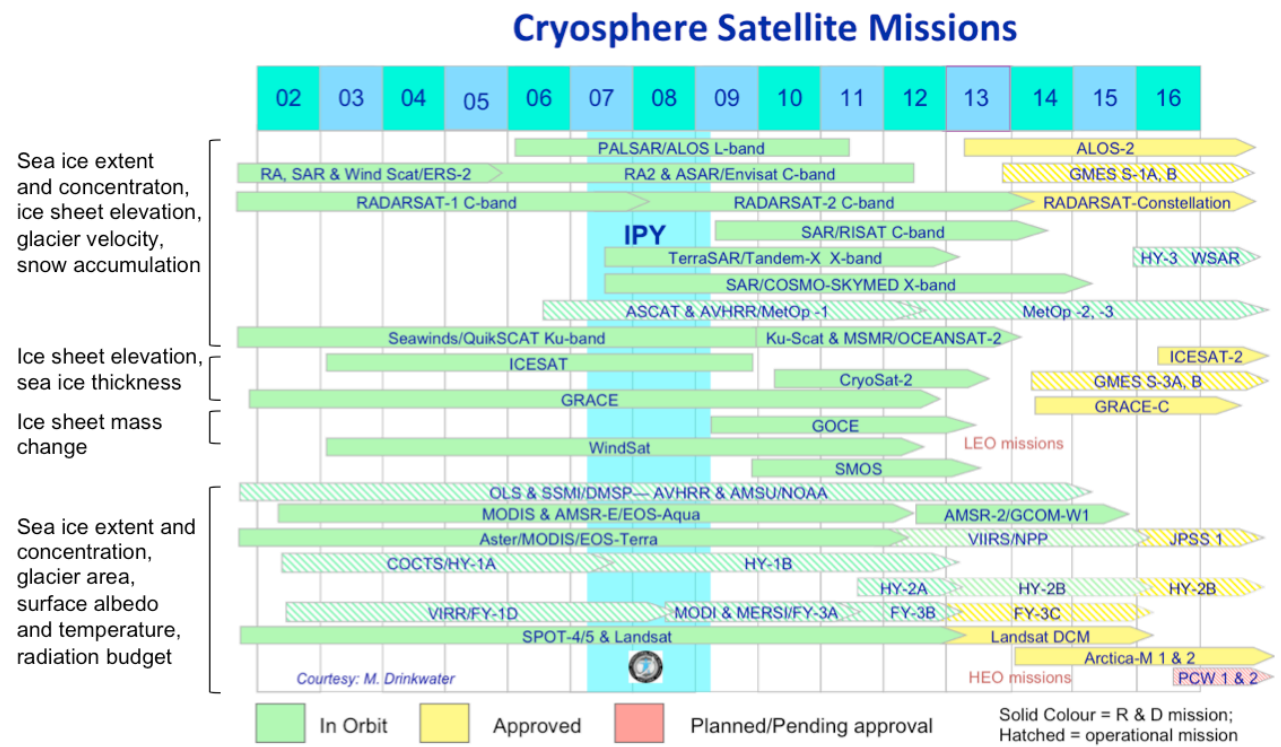 Cryosphere Satellite Missions
02 03 04 05 06 07 08 09 10 11 12 13 14 15 16
Sea ice extent
and concentraton,
ice sheet elevation,
glacier velocity,
snow accumulation
PALSAR/ALOS L-band ALOS-2
RA, SAR & Wind Scat/ERS-2 RA2 & ASAR/Envisat C-band GMES S-1A, B
RADARSAT-1 C-band RADARSAT-2 C-band RADARSAT-Constellation
IPY
SAR/RISAT C-band
TerraSAR/Tandem-X X-band HY-3 WSAR
SAR/COSMO-SKYMED X-band
ASCAT & AVHRR/MetOp -1 MetOp -2, -3
Seawinds/QuikSCAT Ku-band Ku-Scat & MSMR/OCEANSAT-2
Ice sheet elevation,
sea ice thickness
ICESAT ICESAT-2
CryoSat-2 GMES S-3A, B
GRACE GRACE-C
Ice sheet mass
change
GOCE
WindSat LEO missions
SMOS
Sea ice extent and
concentration,
glacier area,
surface albedo
and temperature,
radiation budget
OLS & SSMI/DMSP— AVHRR & AMSU/NOAA
MODIS & AMSR-E/EOS-Aqua AMSR-2/GCOM-W1
Aster/MODIS/EOS-Terra VIIRS/NPP JPSS 1
COCTS/HY-1A HY-1B
HY-2A HY-2B HY-2B
VIRR/FY-1D MODI & MERSI/FY-3A FY-3B FY-3C
SPOT-4/5 & Landsat Landsat DCM
Arctica-M 1 & 2
Courtesy: M. Drinkwater HEO missions PCW 1 & 2
In Orbit Approved Planned/Pending approval
Solid Colour = R & D mission;
Hatched = operational mission